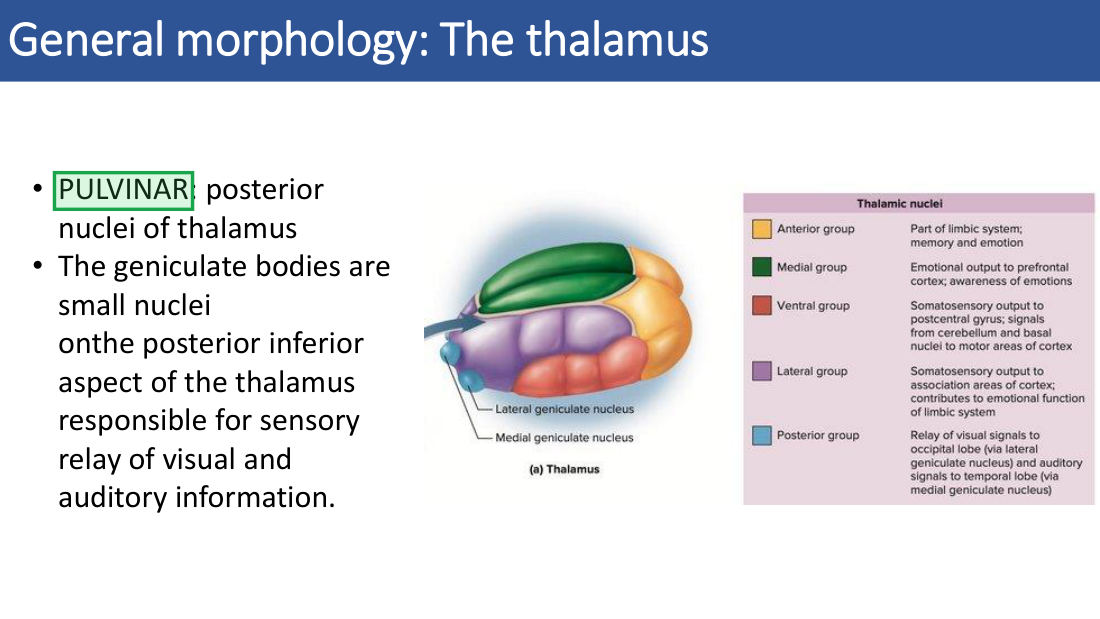 General morphology: The thalamus
• PULVINAR: posterior
nuclei of thalamus
• The geniculate bodies are
small nuclei
onthe posterior inferior
aspect of the thalamus
responsible for sensory
relay of visual and
auditory information.
Lateral geniculate nucleus
Medial geniculate nucleus
(a) Thalamus
Thalamic nuclei
Anterior group
Part of limbic system;
memory and emotion
Medial group
Emotional output to prefrontal
cortex; awareness of emotions
Ventral group
Somatosensory output to
postcentral gyrus; signals
from cerebellum and basal
nuclei to motor areas of cortex
Lateral group
Somatosensory output to
association areas of cortex;
contributes to emotional function
of limbic system
Posterior group
Relay of visual signals to
occipital lobe (via lateral
geniculate nucleus) and auditory
signals to temporal lobe (via
medial geniculate nucleus)